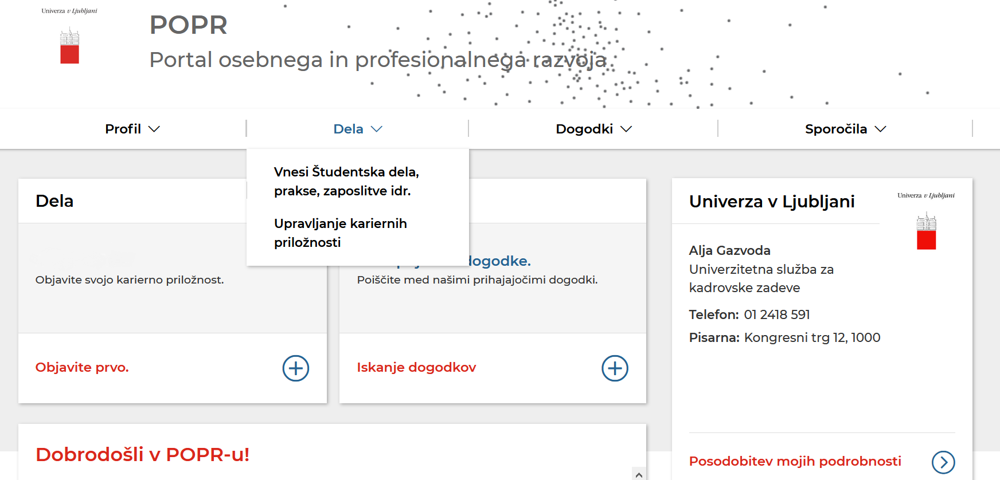 Univerza v Ljubljani
POPR
Portal osebnega in profesionalnega razvoja
Profil
Dela
Dogodki
Sporočila
Vnesi Študentska dela,
prakse, zaposlitve idr.
Upravljanje kariernih
priložnosti
Dela
Objavite svojo karierno priložnost.
Objavite prvo.
dogodke.
Poiščite med našimi prihajajočimi dogodki.
Iskanje dogodkov
Univerza v Ljubljani
Univerza v Ljubljani
Alja Gazvoda
Univerzitetna služba za
kadrovske zadeve
Telefon: 01 2418 591
Pisarna: Kongresni trg 12, 1000
Posodobitev mojih podrobnosti
Dobrodošli v POPR-u!